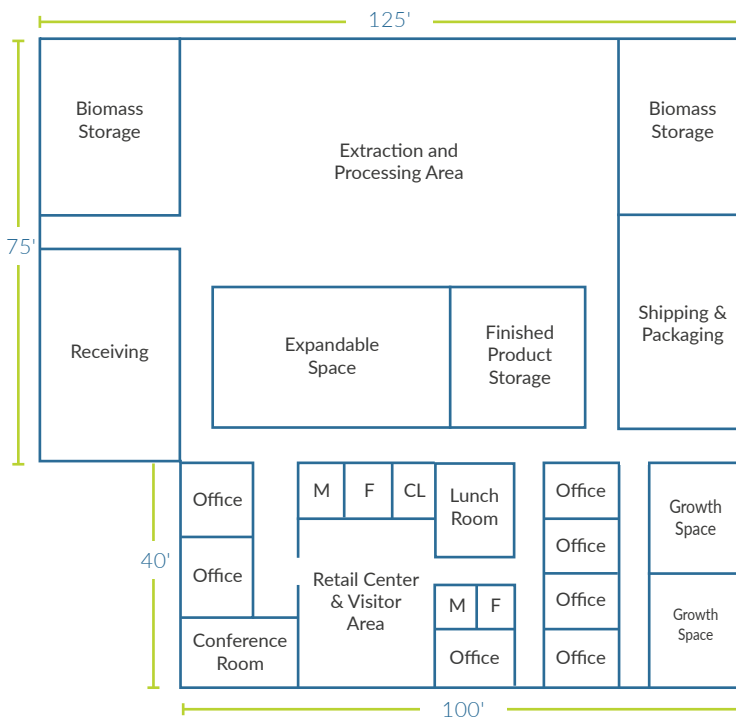 125'
Biomass
Storage
Extraction and
Processing Area
Biomass
Storage
75'
Receiving
Expandable
Space
Finished
Product
Storage
Shipping &
Packaging
40'
Office
M
F
CL
Lunch
Room
Office
Growth
Space
Office
Office
Retail Center
& Visitor
Area
M
F
Office
Growth
Space
Conference
Room
Office
Office
100'